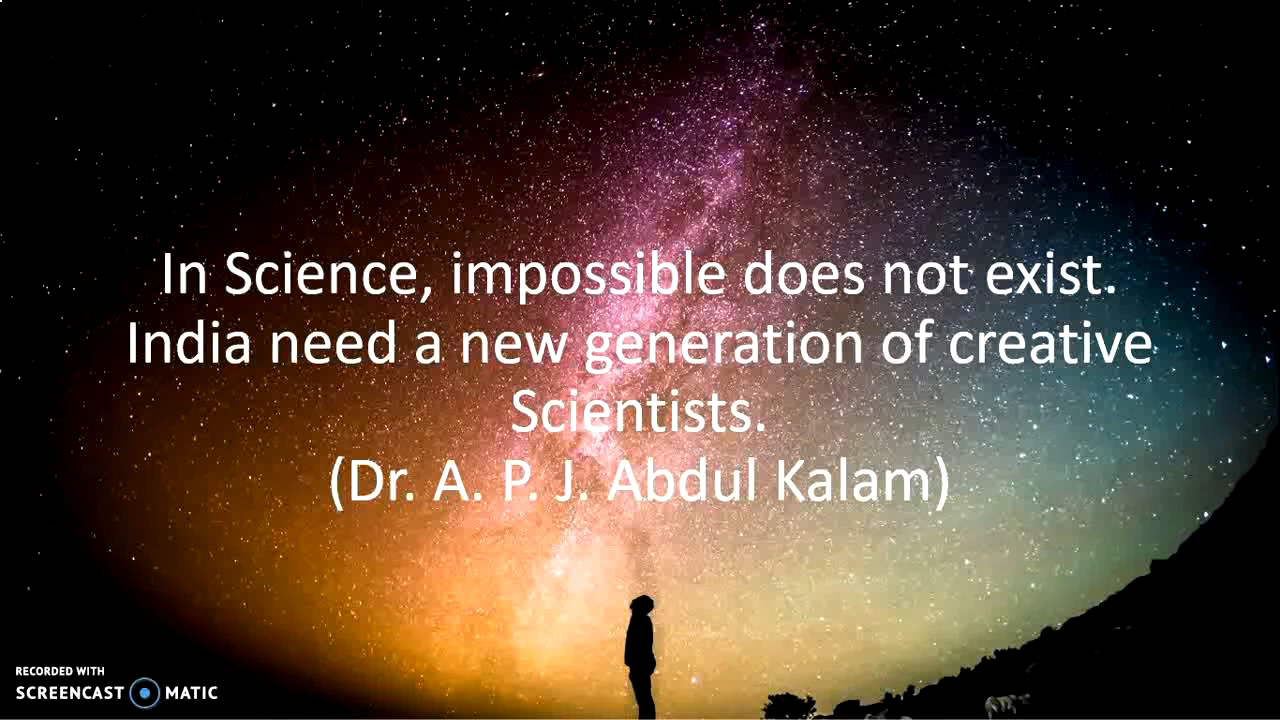 In Science, impossible does not exist.
India need a new generation of creative
Scientists.
(Dr. A. P. J. Abdul Kalam)
RECORDED WITH
SCREENCAST MATIC